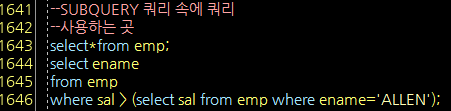 1641 --SUBQUERY 쿼리 속에 쿼리
1642 --사용하는 곳
1643 select*from emp;
1644 select ename
1645 from emp
1646 where sal > (select sal from emp where ename='ALLEN');